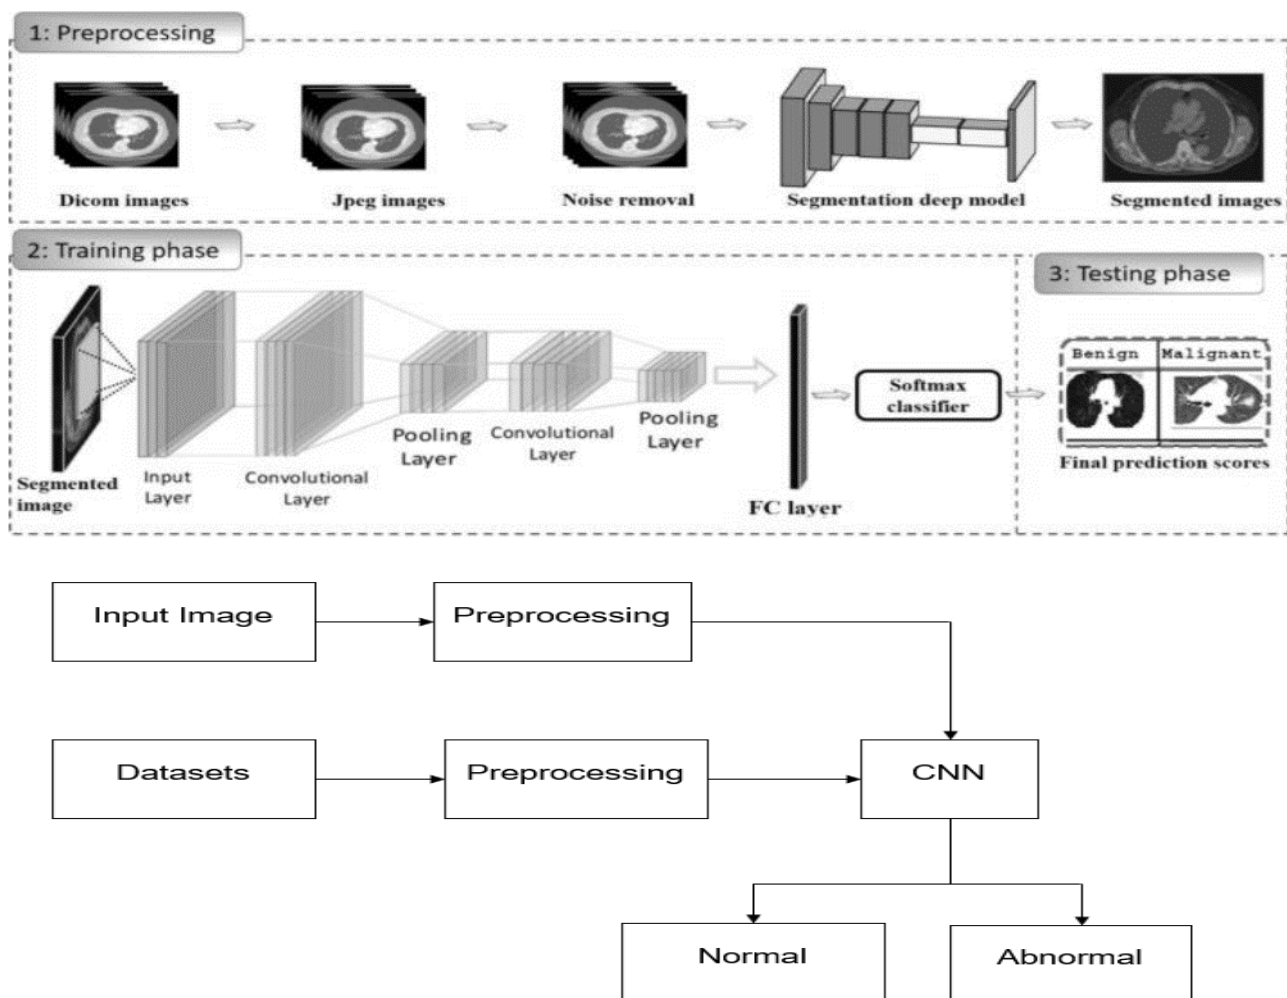 1: Preprocessing
Dicom images
Jpeg images
Noise removal
Segmentation deep model
Segmented images
2: Training phase
Segmented
image
Input
Layer
Convolutional
Layer
Pooling
Layer
Convolutional
Layer
Pooling
Layer
FC layer
Softmax
classifier
3: Testing phase
Benign
Malignant
Final prediction scores
Input Image
Preprocessing
Datasets
Preprocessing
CNN
Normal
Abnormal